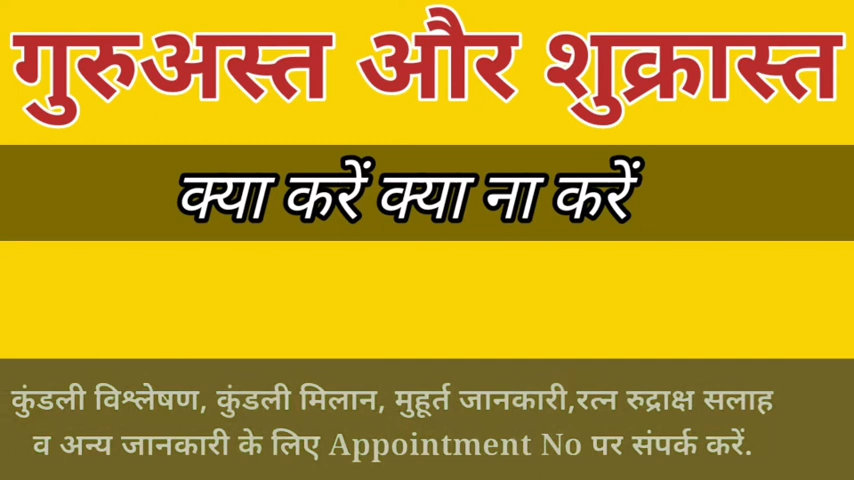 गुरुअस्त और शुक्रास्त
क्या करें क्या ना करें
कुंडली विश्लेषण, कुंडली मिलान, मुहूर्त जानकारी,रत्न रुद्राक्ष सलाह
व अन्य जानकारी के लिए Appointment No पर संपर्क करें.